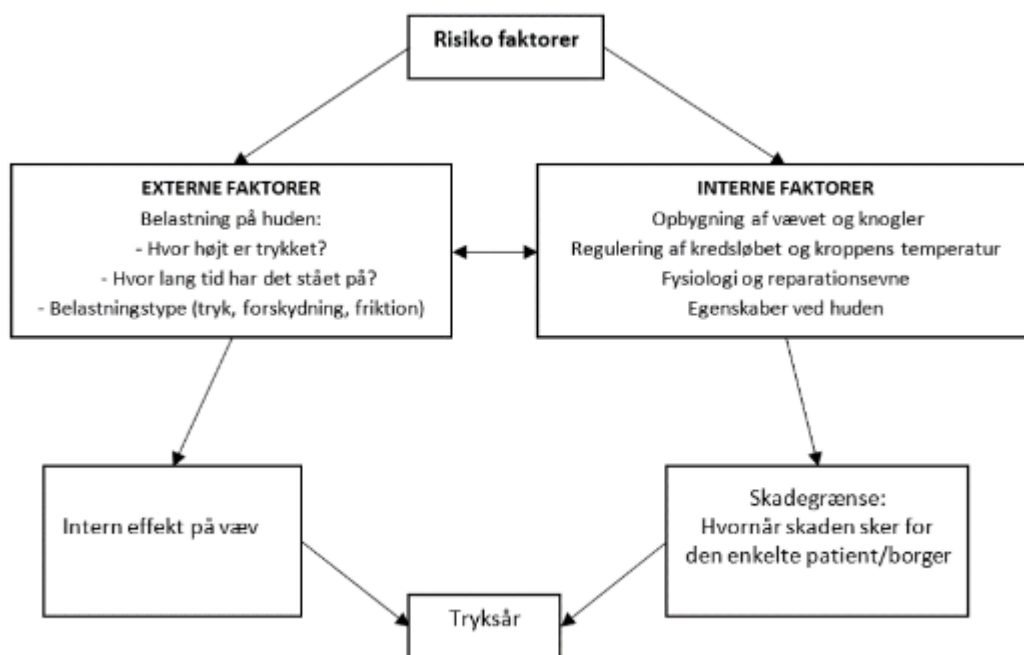 Risiko faktorer
EXTERNE FAKTORER
Belastning på huden:
- Hvor højt er trykket?
- Hvor lang tid har det stået på?
- Belastningstype (tryk, forskydning, friktion)
INTERNE FAKTORER
Opbygning af vævet og knogler
Regulering af kredsløbet og kroppens temperatur
Fysiologi og reparationsevne
Egenskaber ved huden
Intern effekt på væv
Skadegrænse:
Hvornår skaden sker for
den enkelte patient/borger
Tryksår